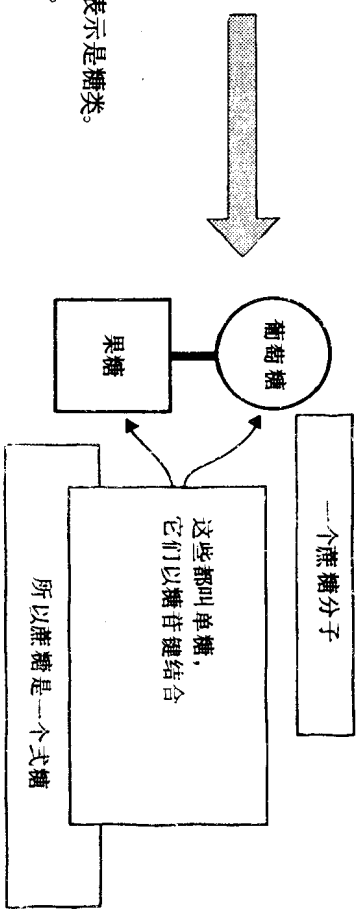 表示是糖类。
。
一个蔗糖分子
葡萄糖
果糖
这些都叫单糖，
它们以糖苷键结合
所以蔗糖是一个式糖